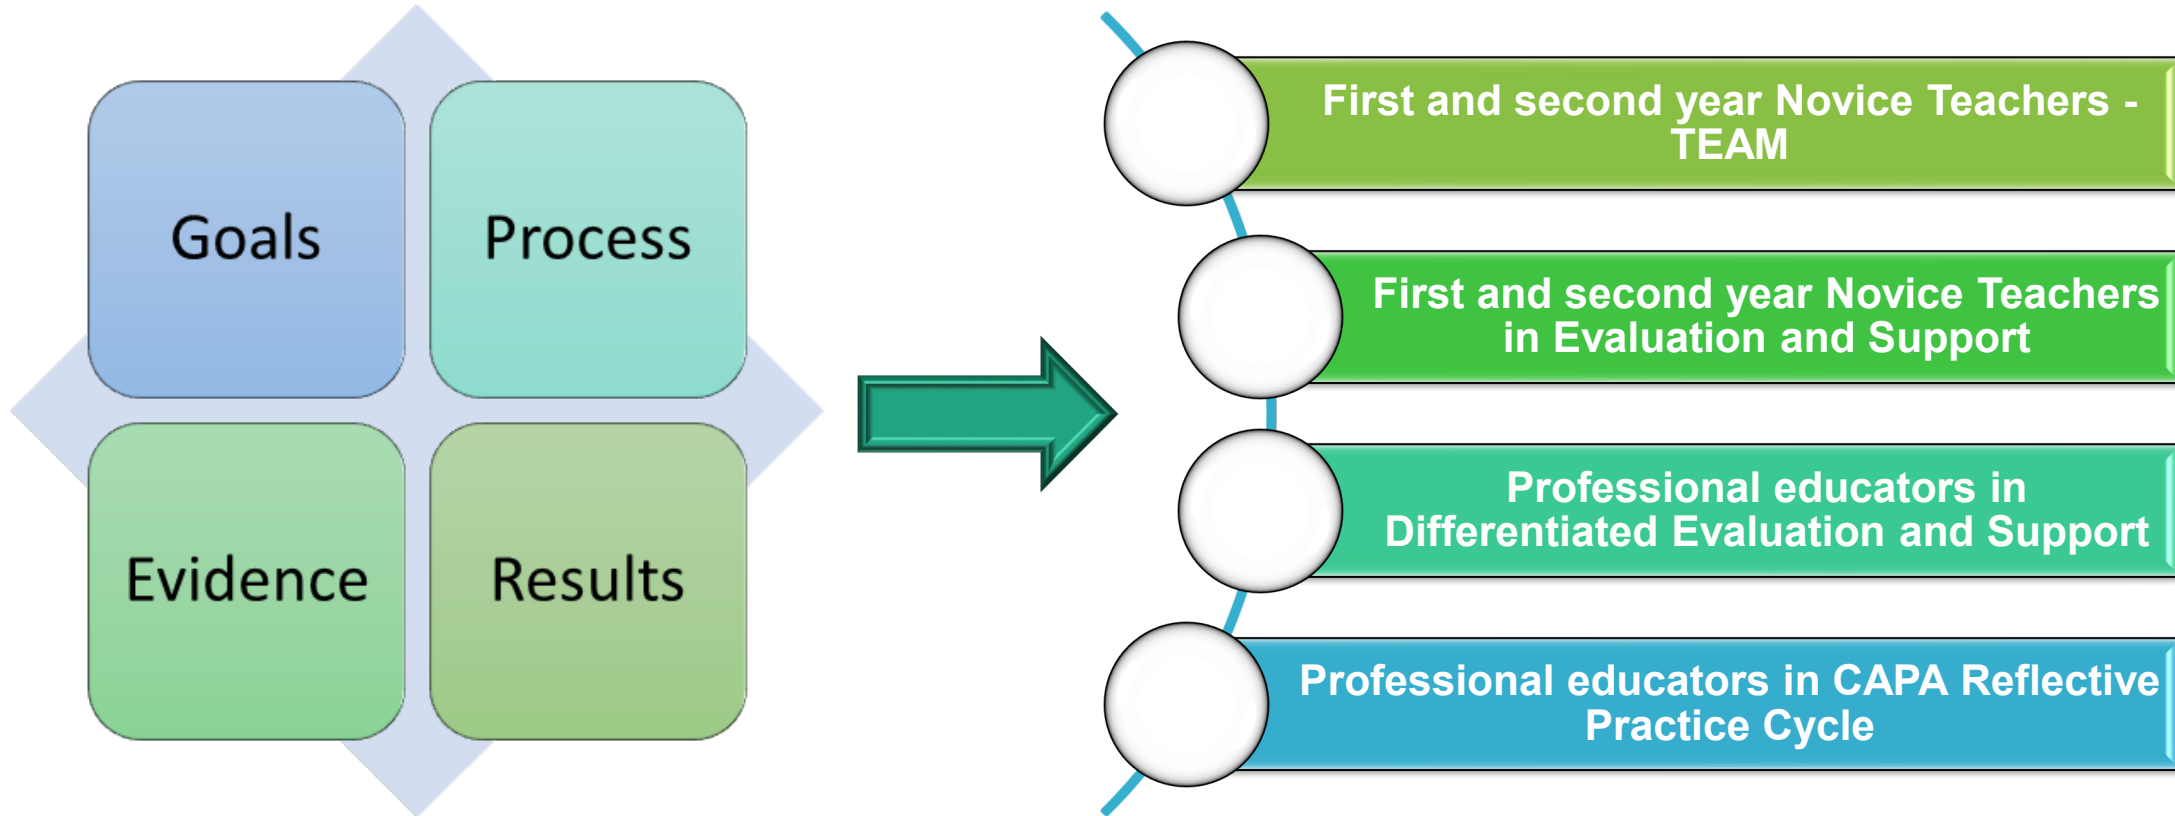 Goals
Process
Evidence
Results
First and second year Novice Teachers -
TEAM
First and second year Novice Teachers
in Evaluation and Support
Professional educators in
Differentiated Evaluation and Support
Professional educators in CAPA Reflective
Practice Cycle